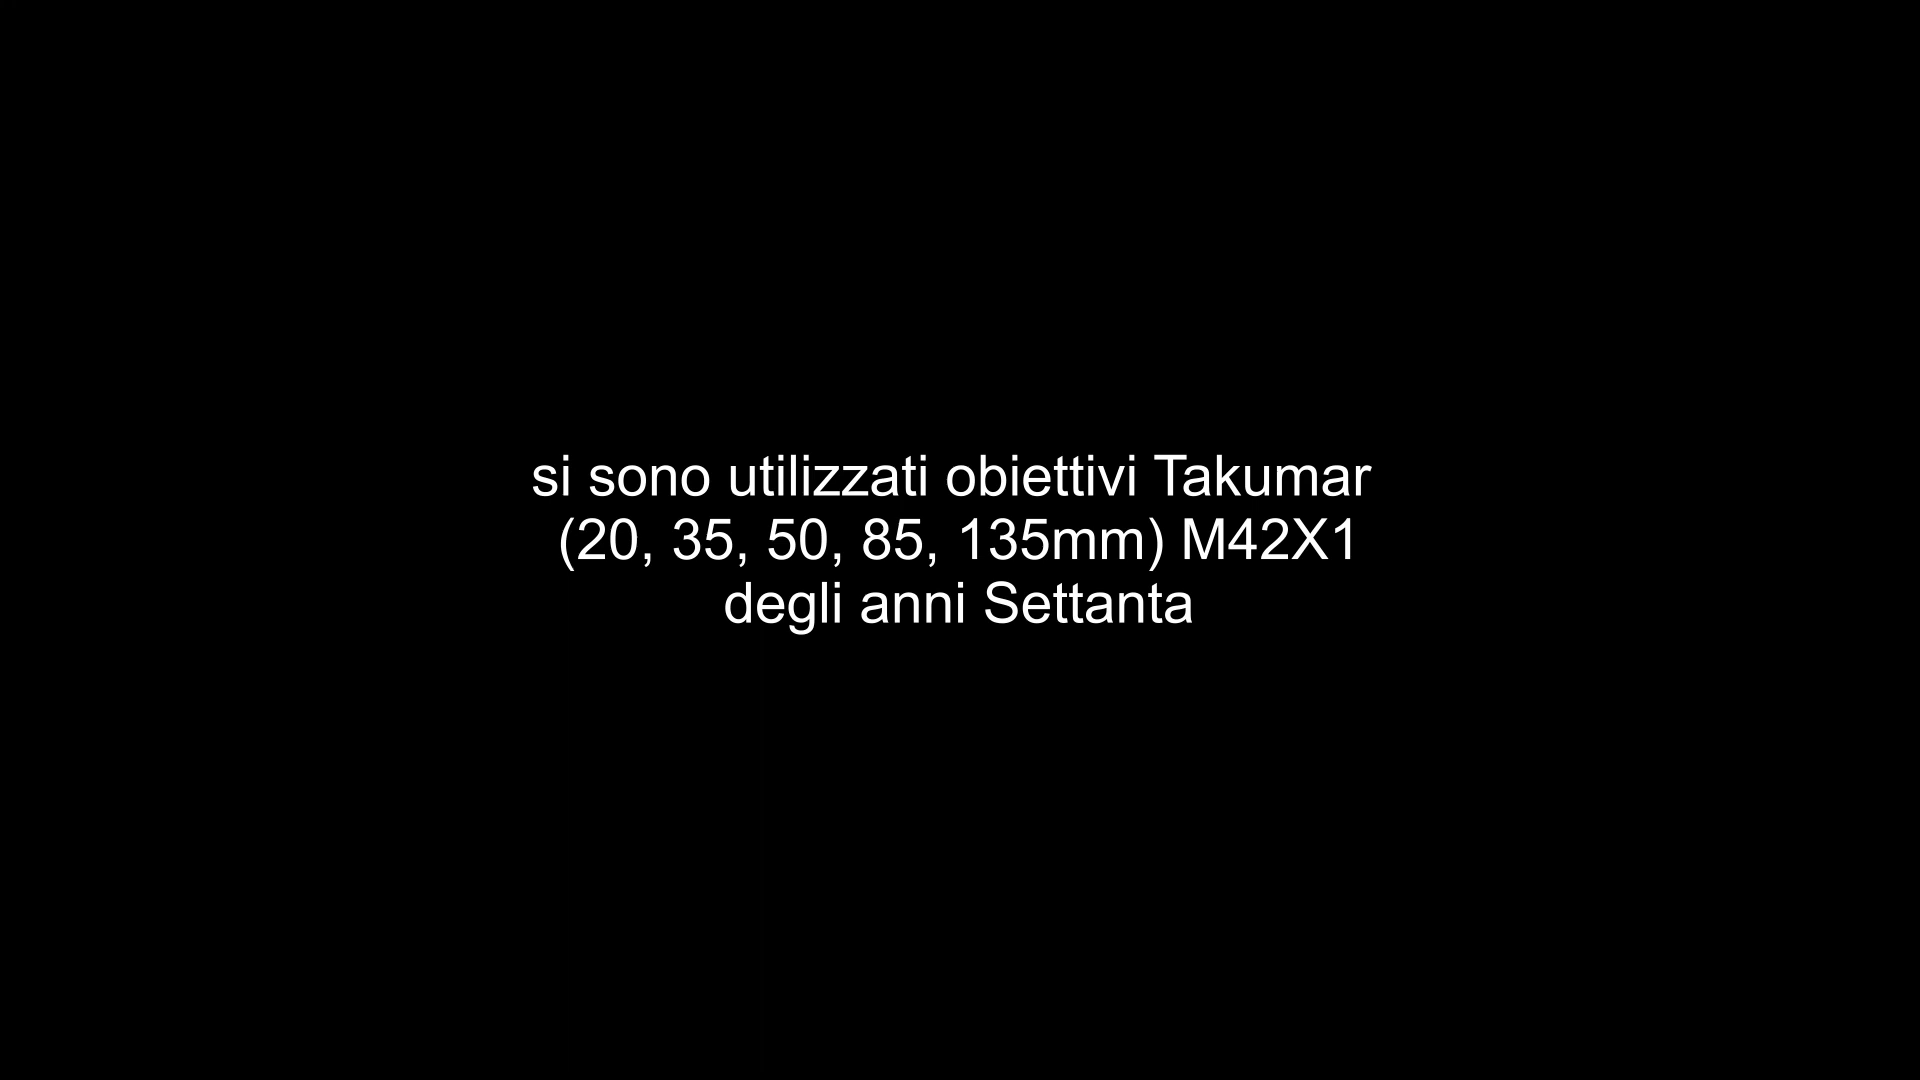 si sono utilizzati obiettivi Takumar
(20, 35, 50, 85, 135mm) M42X1
degli anni Settanta